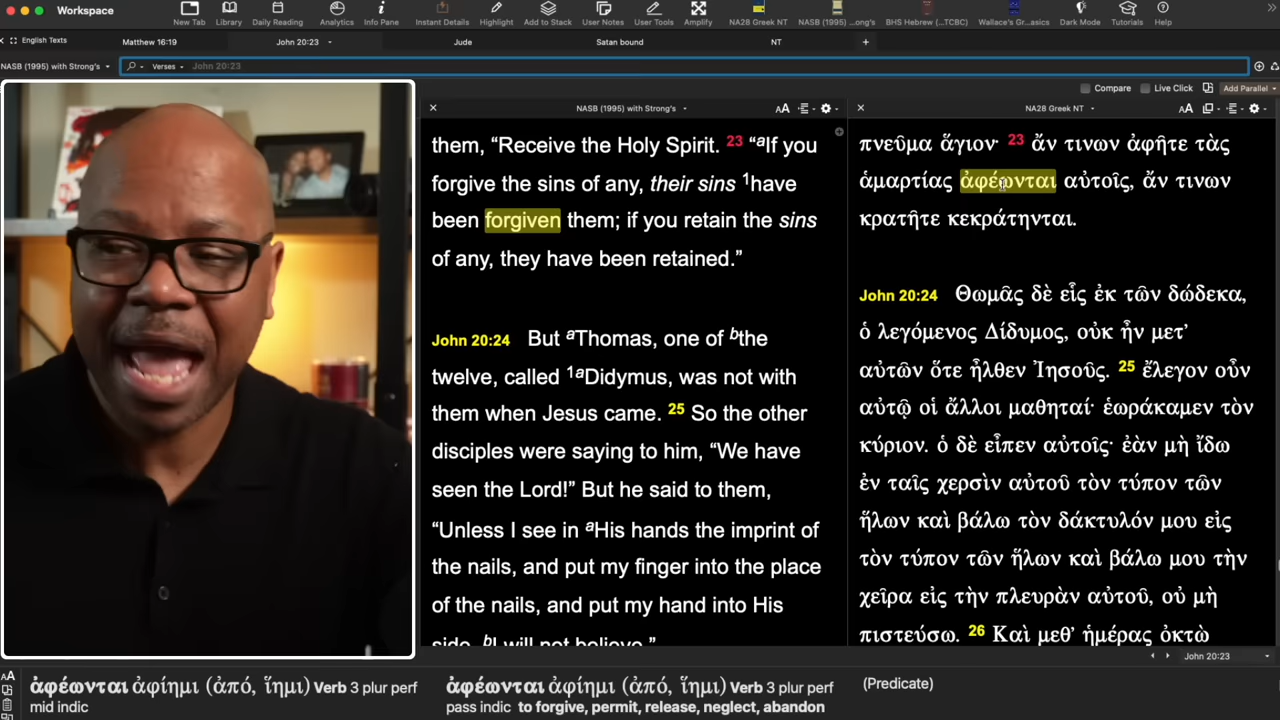 Workspace
New Tab Library Daily Reading Analytics Info Pane Instant Details Highlight Add to Stack User Notes User Tools Amplify NA28 Greek NT NASB (1995) ...ong's BHS Hebrew (...TCBC) Wallace's Gr...asics Dark Mode Tutorials Help
English Texts Matthew 16:19 John 20:23 Jude Satan bound NT +
NASB (1995) with Strong's Verses John 20:23
Compare Live Click Add Parallel
NASB (1995) with Strong's AA
them, “Receive the Holy Spirit. 23 “aIf you
forgive the sins of any, their sins 1have
been forgiven them; if you retain the sins
of any, they have been retained.”
John 20:24 But aThomas, one of bthe
twelve, called 1aDidymus, was not with
them when Jesus came. 25 So the other
disciples were saying to him, “We have
seen the Lord!” But he said to them,
“Unless I see in aHis hands the imprint of
the nails, and put my finger into the place
of the nails, and put my hand into His
side, bI will not believe.”
NA28 Greek NT AA
πνεῦμα ἅγιον· 23 ἄν τινων ἀφῆτε τὰς
ἁμαρτίας ἀφέωνται αὐτοῖς, ἄν τινων
κρατῆτε κεκράτηνται.
John 20:24 Θωμᾶς δὲ εἷς ἐκ τῶν δώδεκα,
ὁ λεγόμενος Δίδυμος, οὐκ ἦν μετ’
αὐτῶν ὅτε ἦλθεν Ἰησοῦς. 25 ἔλεγον οὖν
αὐτῷ οἱ ἄλλοι μαθηταί· ἑωράκαμεν τὸν
κύριον. ὁ δὲ εἶπεν αὐτοῖς· ἐὰν μὴ ἴδω
ἐν ταῖς χερσὶν αὐτοῦ τὸν τύπον τῶν
ἥλων καὶ βάλω τὸν δάκτυλόν μου εἰς
τὸν τύπον τῶν ἥλων καὶ βάλω μου τὴν
χεῖρα εἰς τὴν πλευρὰν αὐτοῦ, οὐ μὴ
πιστεύσω. 26 Καὶ μεθ’ ἡμέρας ὀκτὼ
John 20:23
AA ἀφέωνται ἀφίημι (ἀπό, ἵημι) Verb 3 plur perf
mid indic
ἀφέωνται ἀφίημι (ἀπό, ἵημι) Verb 3 plur perf
pass indic to forgive, permit, release, neglect, abandon
(Predicate)